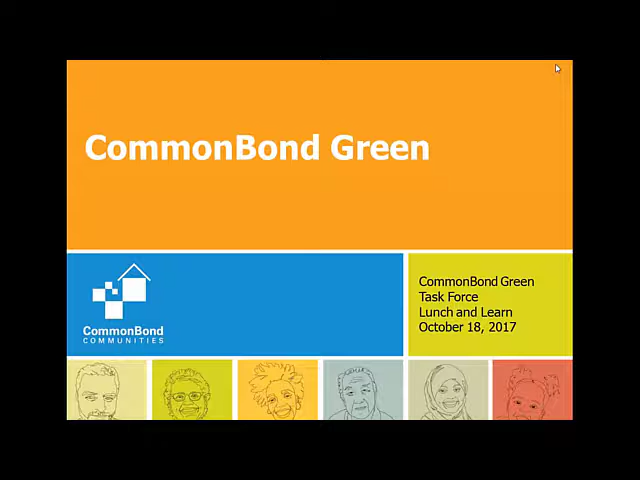 CommonBond Green
CommonBond
COMMUNITIES
CommonBond Green
Task Force
Lunch and Learn
October 18, 2017